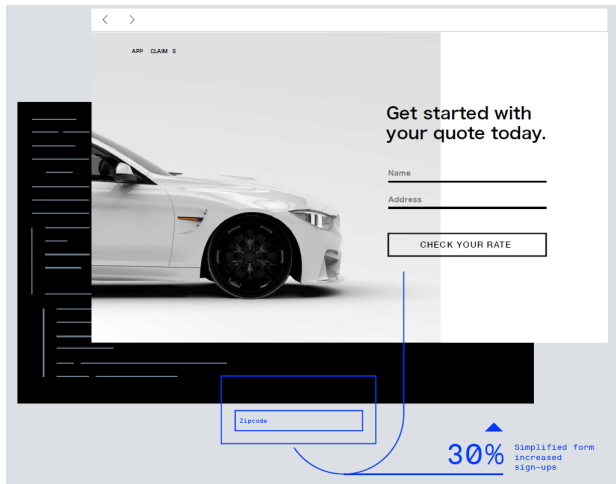 APP CLAIM S
Get started with
your quote today.
Name
Address
CHECK YOUR RATE
Zipcode
30%
Simplified form
increased
sign-ups